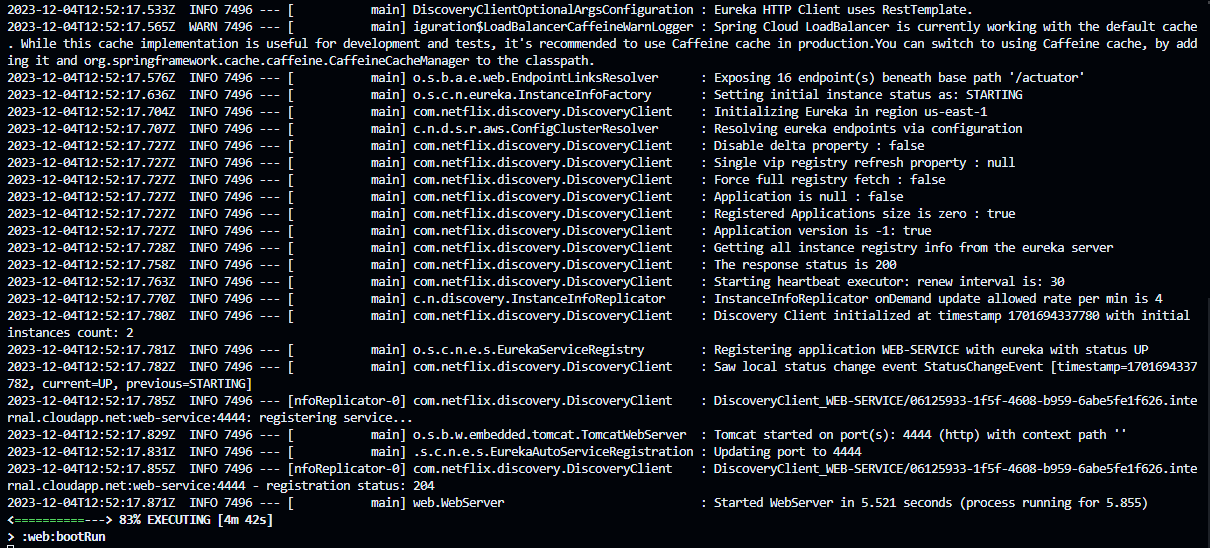 2023-12-04T12:52:17.533Z  INFO 7496 --- [           main] DiscoveryClientOptionalArgsConfiguration : Eureka HTTP Client uses RestTemplate.
2023-12-04T12:52:17.565Z  WARN 7496 --- [           main] iguration$LoadBalancerCaffeineWarnLogger : Spring Cloud LoadBalancer is currently working with the default cache
. While this cache implementation is useful for development and tests, it's recommended to use Caffeine cache in production.You can switch to using Caffeine cache, by add
ing it and org.springframework.cache.caffeine.CaffeineCacheManager to the classpath.
2023-12-04T12:52:17.576Z  INFO 7496 --- [           main] o.s.b.a.e.web.EndpointLinksResolver      : Exposing 16 endpoint(s) beneath base path '/actuator'
2023-12-04T12:52:17.636Z  INFO 7496 --- [           main] o.s.c.n.eureka.InstanceInfoFactory       : Setting initial instance status as: STARTING
2023-12-04T12:52:17.704Z  INFO 7496 --- [           main] com.netflix.discovery.DiscoveryClient    : Initializing Eureka in region us-east-1
2023-12-04T12:52:17.707Z  INFO 7496 --- [           main] c.n.d.s.r.aws.ConfigClusterResolver      : Resolving eureka endpoints via configuration
2023-12-04T12:52:17.727Z  INFO 7496 --- [           main] com.netflix.discovery.DiscoveryClient    : Disable delta property : false
2023-12-04T12:52:17.727Z  INFO 7496 --- [           main] com.netflix.discovery.DiscoveryClient    : Single vip registry refresh property : null
2023-12-04T12:52:17.727Z  INFO 7496 --- [           main] com.netflix.discovery.DiscoveryClient    : Force full registry fetch : false
2023-12-04T12:52:17.727Z  INFO 7496 --- [           main] com.netflix.discovery.DiscoveryClient    : Application is null : false
2023-12-04T12:52:17.727Z  INFO 7496 --- [           main] com.netflix.discovery.DiscoveryClient    : Registered Applications size is zero : true
2023-12-04T12:52:17.727Z  INFO 7496 --- [           main] com.netflix.discovery.DiscoveryClient    : Application version is -1: true
2023-12-04T12:52:17.728Z  INFO 7496 --- [           main] com.netflix.discovery.DiscoveryClient    : Getting all instance registry info from the eureka server
2023-12-04T12:52:17.758Z  INFO 7496 --- [           main] com.netflix.discovery.DiscoveryClient    : The response status is 200
2023-12-04T12:52:17.763Z  INFO 7496 --- [           main] com.netflix.discovery.DiscoveryClient    : Starting heartbeat executor: renew interval is: 30
2023-12-04T12:52:17.770Z  INFO 7496 --- [           main] c.n.discovery.InstanceInfoReplicator     : InstanceInfoReplicator onDemand update allowed rate per min is 4
2023-12-04T12:52:17.780Z  INFO 7496 --- [           main] com.netflix.discovery.DiscoveryClient    : Discovery Client initialized at timestamp 1701694337780 with initial
instances count: 2
2023-12-04T12:52:17.781Z  INFO 7496 --- [           main] o.s.c.n.e.s.EurekaServiceRegistry        : Registering application WEB-SERVICE with eureka with status UP
2023-12-04T12:52:17.782Z  INFO 7496 --- [           main] com.netflix.discovery.DiscoveryClient    : Saw local status change event StatusChangeEvent [timestamp=1701694337
782, current=UP, previous=STARTING]
2023-12-04T12:52:17.785Z  INFO 7496 --- [nfoReplicator-0] com.netflix.discovery.DiscoveryClient    : DiscoveryClient_WEB-SERVICE/06125933-1f5f-4608-b959-6abe5fe1f626.inte
rnal.cloudapp.net:web-service:4444: registering service...
2023-12-04T12:52:17.829Z  INFO 7496 --- [           main] o.s.b.w.embedded.tomcat.TomcatWebServer  : Tomcat started on port(s): 4444 (http) with context path ''
2023-12-04T12:52:17.831Z  INFO 7496 --- [           main] .s.c.n.e.s.EurekaAutoServiceRegistration : Updating port to 4444
2023-12-04T12:52:17.855Z  INFO 7496 --- [nfoReplicator-0] com.netflix.discovery.DiscoveryClient    : DiscoveryClient_WEB-SERVICE/06125933-1f5f-4608-b959-6abe5fe1f626.inte
rnal.cloudapp.net:web-service:4444 - registration status: 204
2023-12-04T12:52:17.871Z  INFO 7496 --- [           main] web.WebServer                            : Started WebServer in 5.521 seconds (process running for 5.855)
<===========--> 83% EXECUTING [4m 42s]
> :web:bootRun